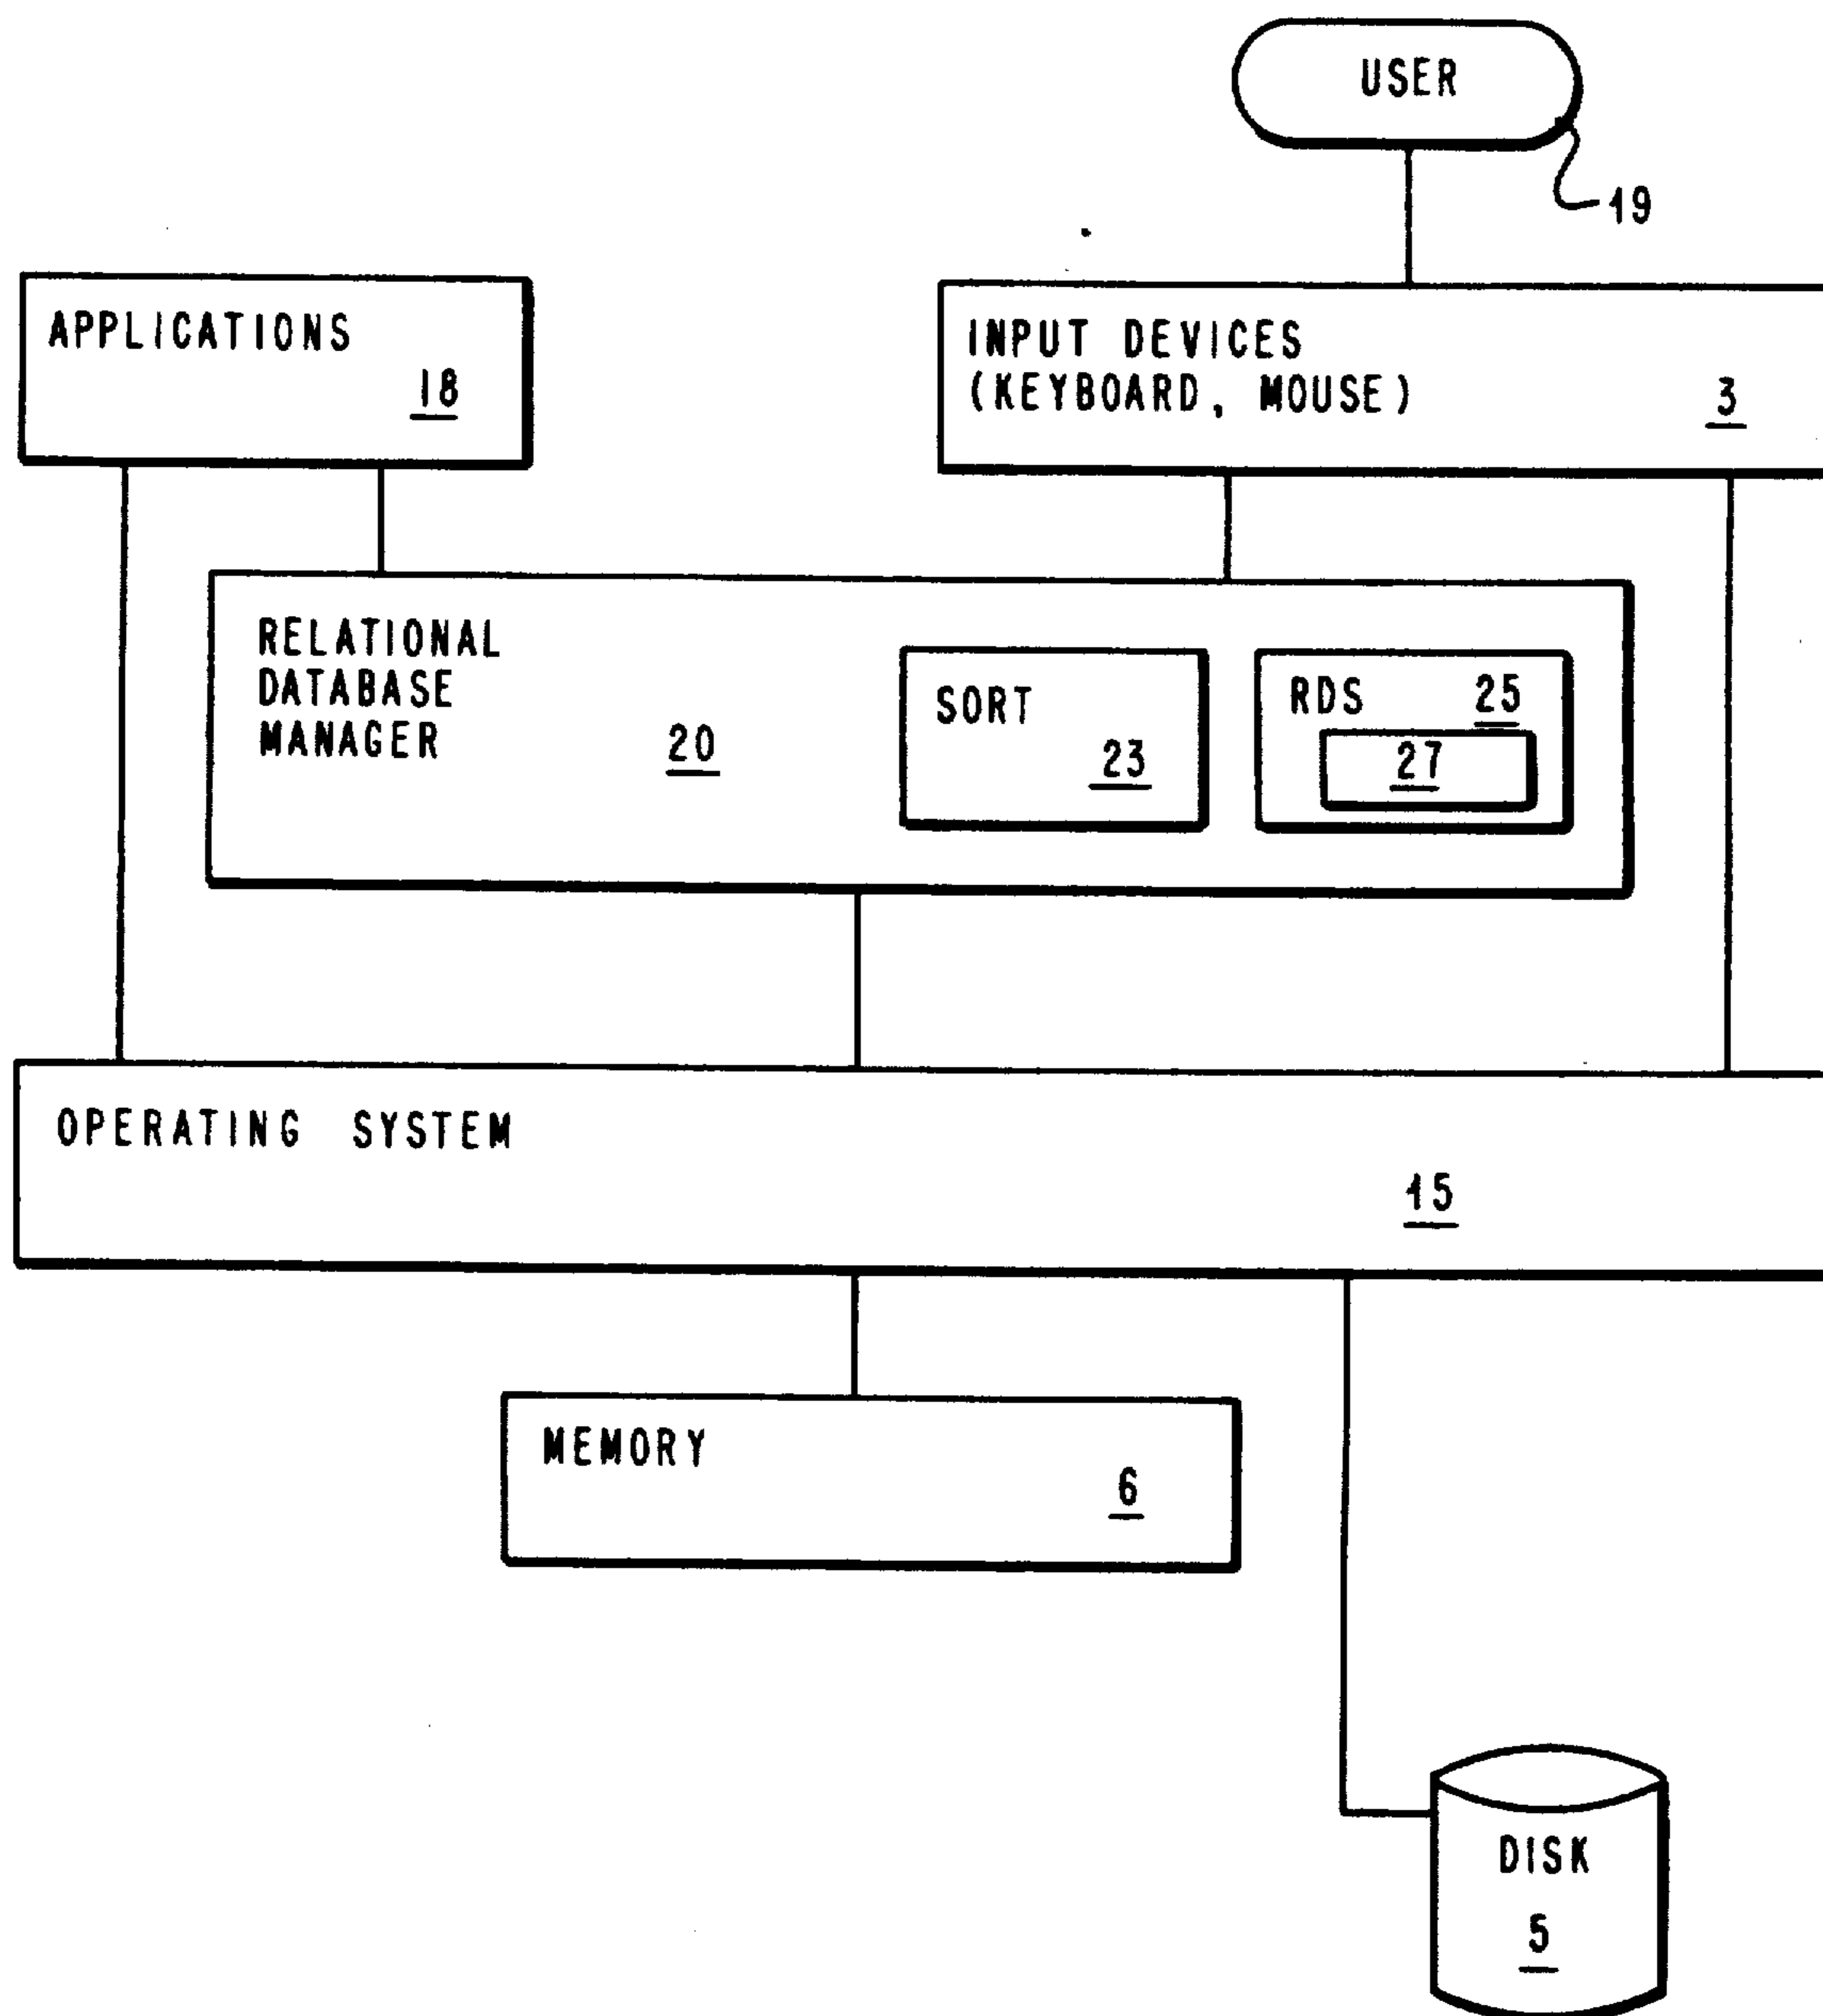 USER
19
APPLICATIONS
18
INPUT DEVICES
(KEYBOARD, MOUSE)
3
RELATIONAL
DATABASE
MANAGER
20
SORT
23
RDS 25
27
OPERATING SYSTEM
15
MEMORY
6
DISK
5